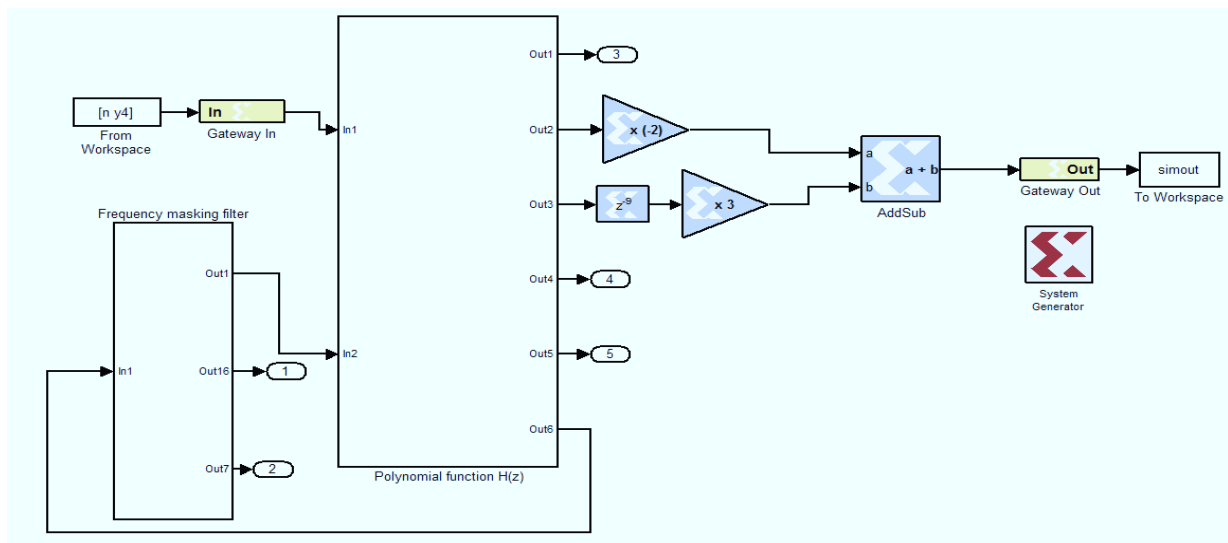 Out1
3
[n y4]
In
From
Workspace
Gateway In
In1
Out2
x (-2)
a
a + b
b
AddSub
Out
Gateway Out
simout
To Workspace
Out3
z-9
x 3
Frequency masking filter
System
Generator
Out1
Out4
4
In2
Out5
5
In1
Out16
1
Out6
Out7
2
Polynomial function H(z)